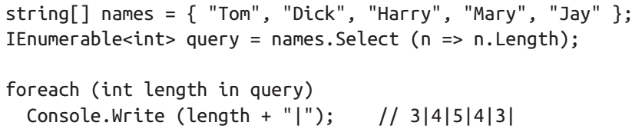 string[] names = { "Tom", "Dick", "Harry", "Mary", "Jay" };
IEnumerable<int> query = names.Select (n => n.Length);

foreach (int length in query)
  Console.Write (length + "|");    // 3|4|5|4|3|